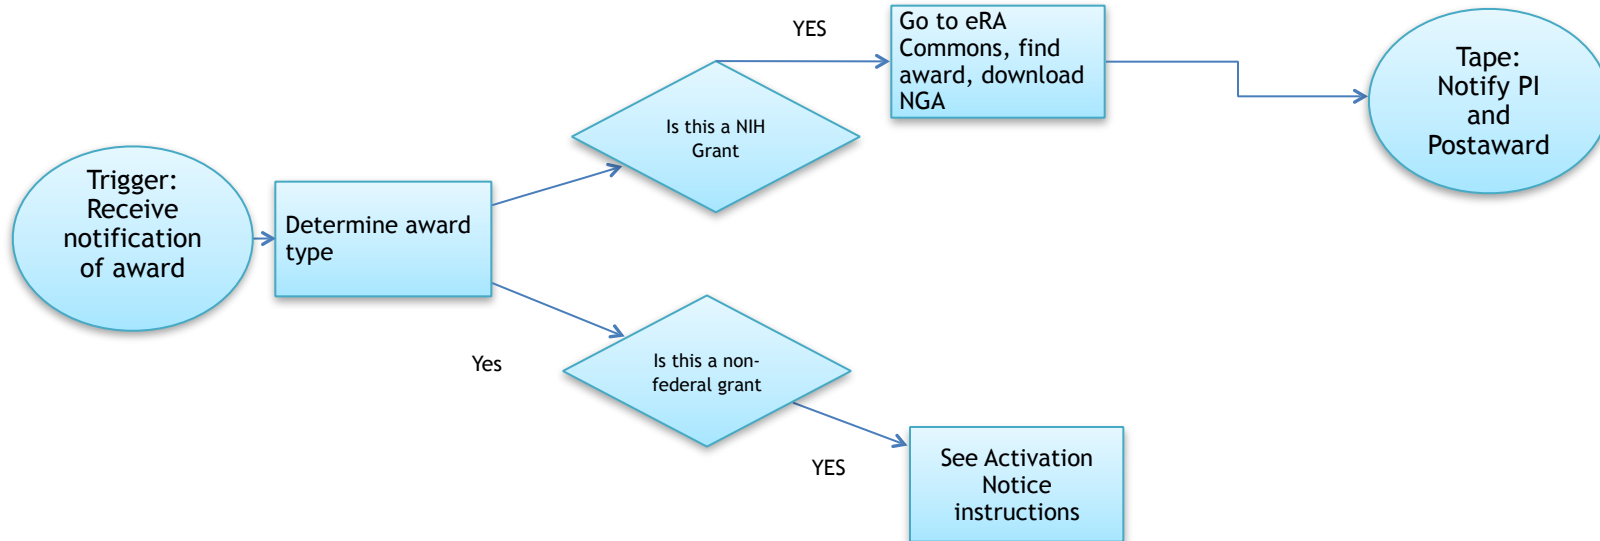 Trigger:
Receive
notification
of award
Determine award
type
Is this a NIH
Grant
YES
Go to eRA
Commons, find
award, download
NGA
Tape:
Notify PI
and
Postaward
Yes
Is this a non-
federal grant
YES
See Activation
Notice
instructions